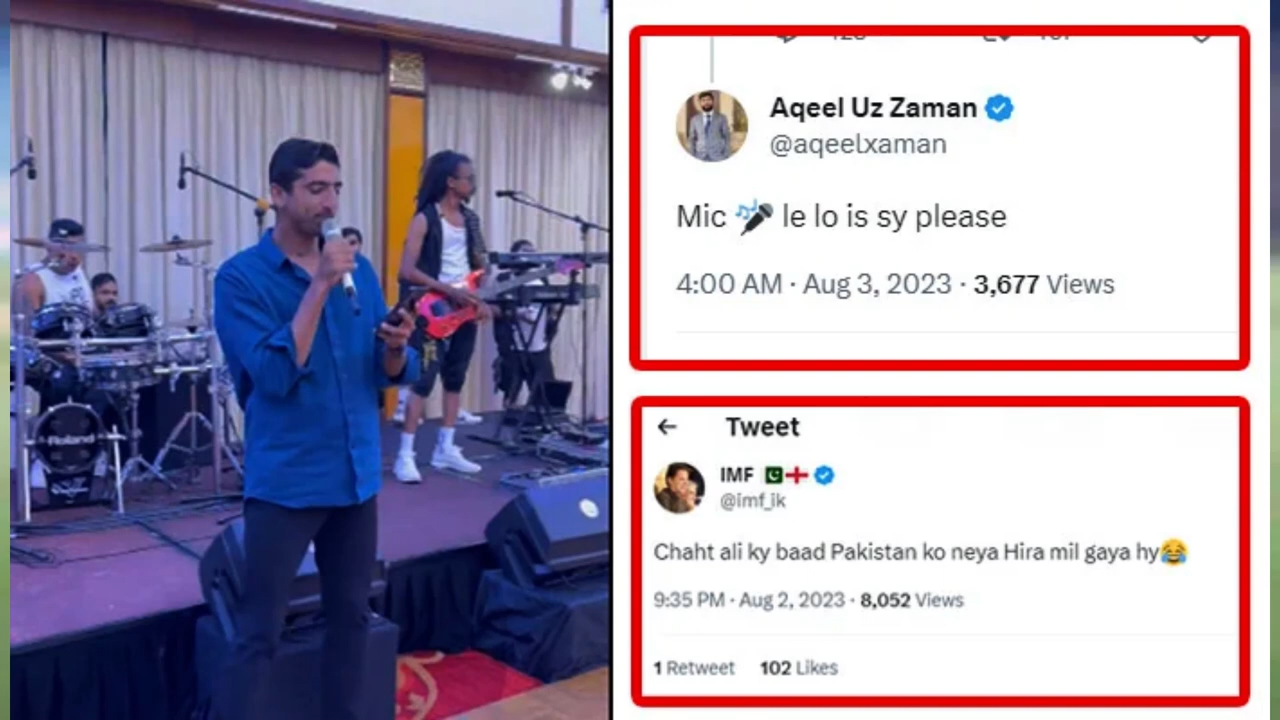 Roland
Aqeel Uz Zaman
@aqeelxaman
Mic 🎤 le lo is sy please
4:00 AM · Aug 3, 2023 · 3,677 Views
Tweet
IMF 🇵🇰🏴󠁧󠁢󠁥󠁮󠁧󠁿
@imf_ik
Chaht ali ky baad Pakistan ko neya Hira mil gaya hy😂
9:35 PM · Aug 2, 2023 · 8,052 Views
1 Retweet 102 Likes